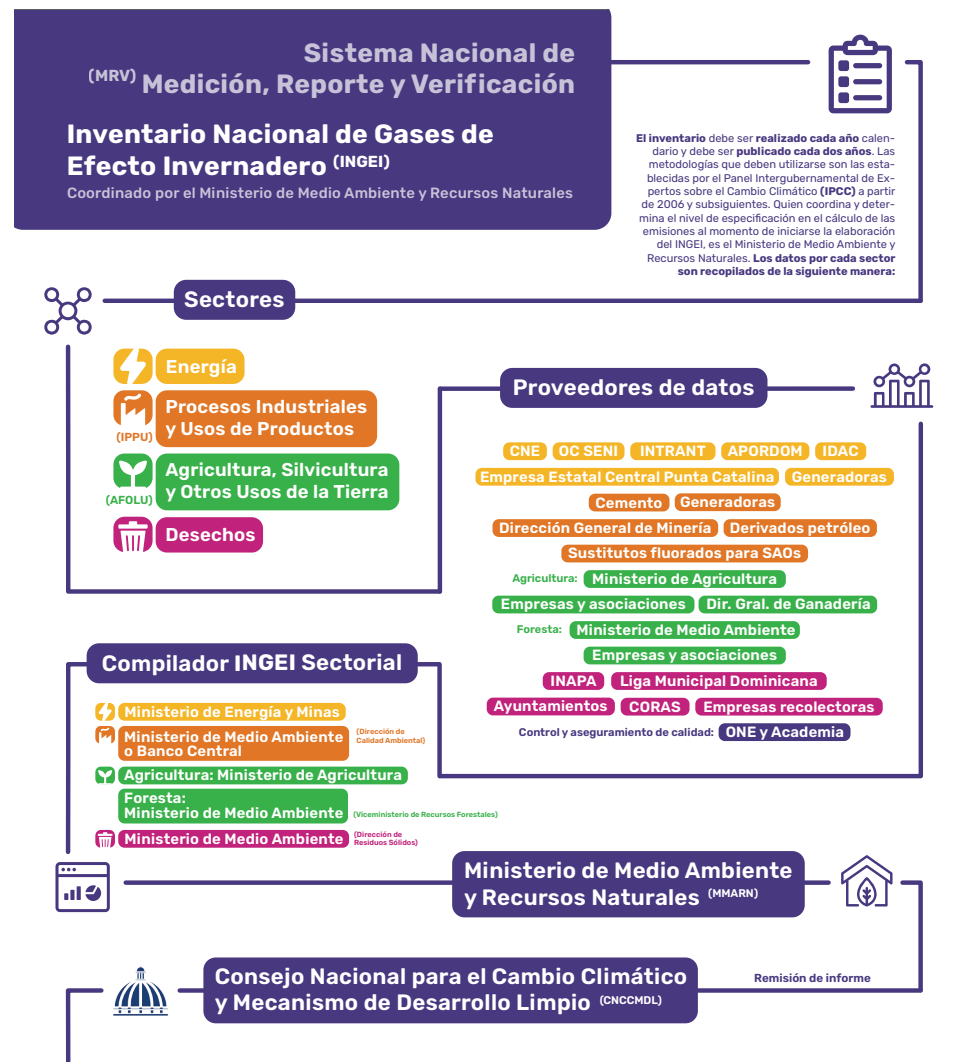 Sistema Nacional de
(MRV) Medición, Reporte y Verificación
Inventario Nacional de Gases de
Efecto Invernadero (INGEI)
Coordinado por el Ministerio de Medio Ambiente y Recursos Naturales
El inventario debe ser realizado cada año calen-
dario y debe ser publicado cada dos años. Las
metodologías que deben utilizarse son las esta-
blecidas por el Panel Intergubernamental de Ex-
pertos sobre el Cambio Climático (IPCC) a partir
de 2006 y subsiguientes. Quien coordina y deter-
mina el nivel de especificación en el cálculo de las
emisiones al momento de iniciarse la elaboración
del INGEI, es el Ministerio de Medio Ambiente y
Recursos Naturales. Los datos por cada sector
son recopilados de la siguiente manera:
Sectores
Energía
Procesos Industriales
y Usos de Productos
(IPPU)
Agricultura, Silvicultura
y Otros Usos de la Tierra
(AFOLU)
Desechos
Proveedores de datos
CNE OC SENI INTRANT APORDOM IDAC
Empresa Estatal Central Punta Catalina Generadoras
Cemento Generadoras
Dirección General de Minería Derivados petróleo
Sustitutos fluorados para SAOs
Agricultura: Ministerio de Agricultura
Empresas y asociaciones Dir. Gral. de Ganadería
Foresta: Ministerio de Medio Ambiente
Empresas y asociaciones
INAPA Liga Municipal Dominicana
Ayuntamientos CORAS Empresas recolectoras
Control y aseguramiento de calidad: ONE y Academia
Compilador INGEI Sectorial
Ministerio de Energía y Minas
Ministerio de Medio Ambiente
o Banco Central
(Dirección de
Calidad Ambiental)
Agricultura: Ministerio de Agricultura
Foresta:
Ministerio de Medio Ambiente (Viceministerio de Recursos Forestales)
Ministerio de Medio Ambiente
(Dirección de
Residuos Sólidos)
Ministerio de Medio Ambiente
y Recursos Naturales (MMARN)
Consejo Nacional para el Cambio Climático
y Mecanismo de Desarrollo Limpio (CNCCMDL)
Remisión de informe